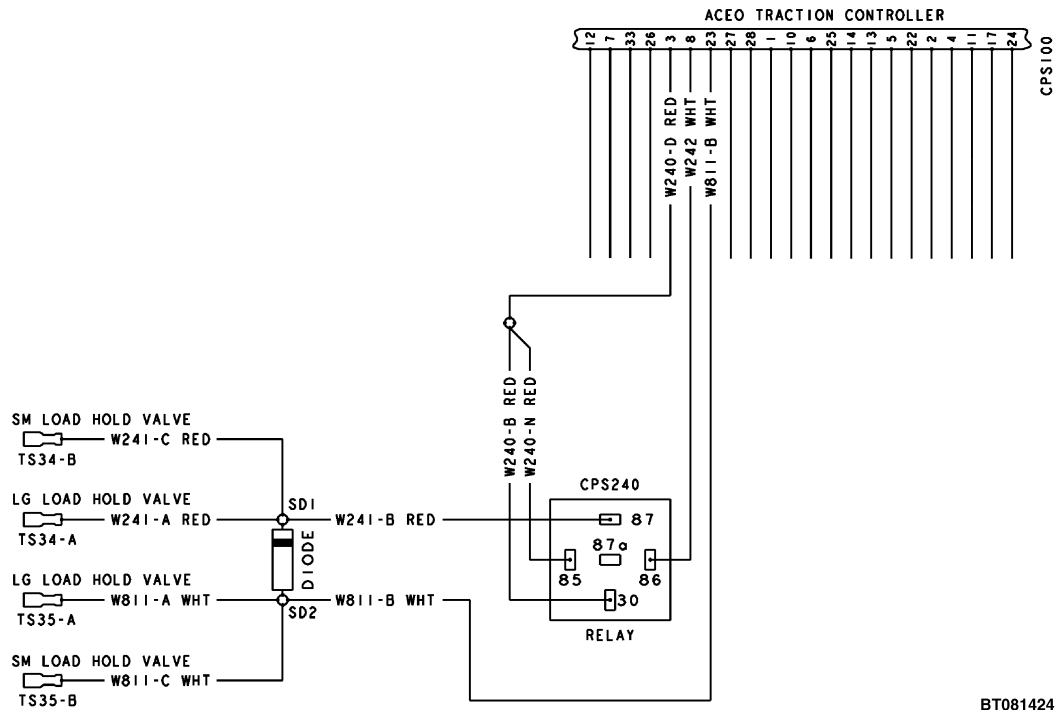 ACEO TRACTION CONTROLLER
12 7 33 26 3 8 23 27 28 1 10 6 25 14 13 5 22 2 4 11 17 24
CPS100
W240-D RED
W242 WHT
W811-B WHT
W240-B RED
W240-N RED
SM LOAD HOLD VALVE
W241-C RED
TS34-B
CPS240
LG LOAD HOLD VALVE
SD1
W241-A RED
W241-B RED
87
TS34-A
DIODE
87a
85
86
LG LOAD HOLD VALVE
W811-A WHT
W811-B WHT
30
SD2
TS35-A
RELAY
SM LOAD HOLD VALVE
W811-C WHT
TS35-B
BT081424